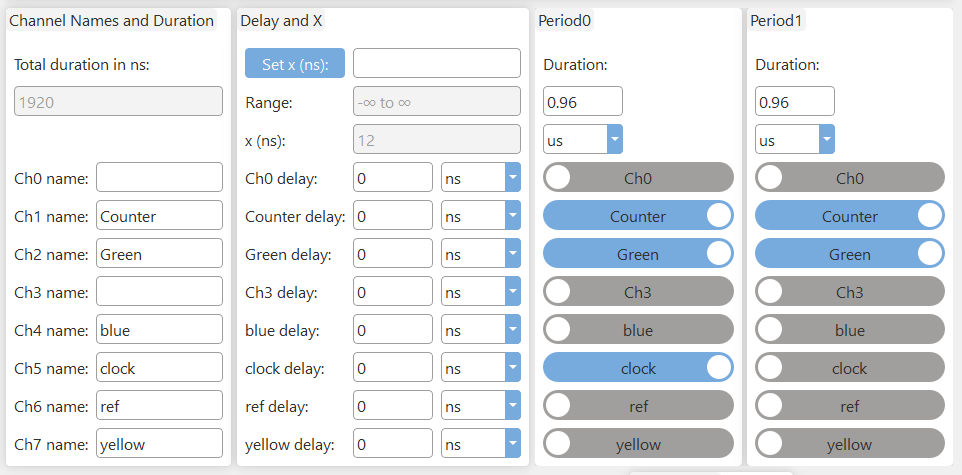 Channel Names and Duration
Total duration in ns:
1920
Ch0 name:
Ch1 name: Counter
Ch2 name: Green
Ch3 name:
Ch4 name: blue
Ch5 name: clock
Ch6 name: ref
Ch7 name: yellow
Delay and X
Set x (ns):
Range: -∞ to ∞
x (ns): 12
Ch0 delay: 0 ns
Counter delay: 0 ns
Green delay: 0 ns
Ch3 delay: 0 ns
blue delay: 0 ns
clock delay: 0 ns
ref delay: 0 ns
yellow delay: 0 ns
Period0
Duration:
0.96
us
Ch0
Counter
Green
Ch3
blue
clock
ref
yellow
Period1
Duration:
0.96
us
Ch0
Counter
Green
Ch3
blue
clock
ref
yellow